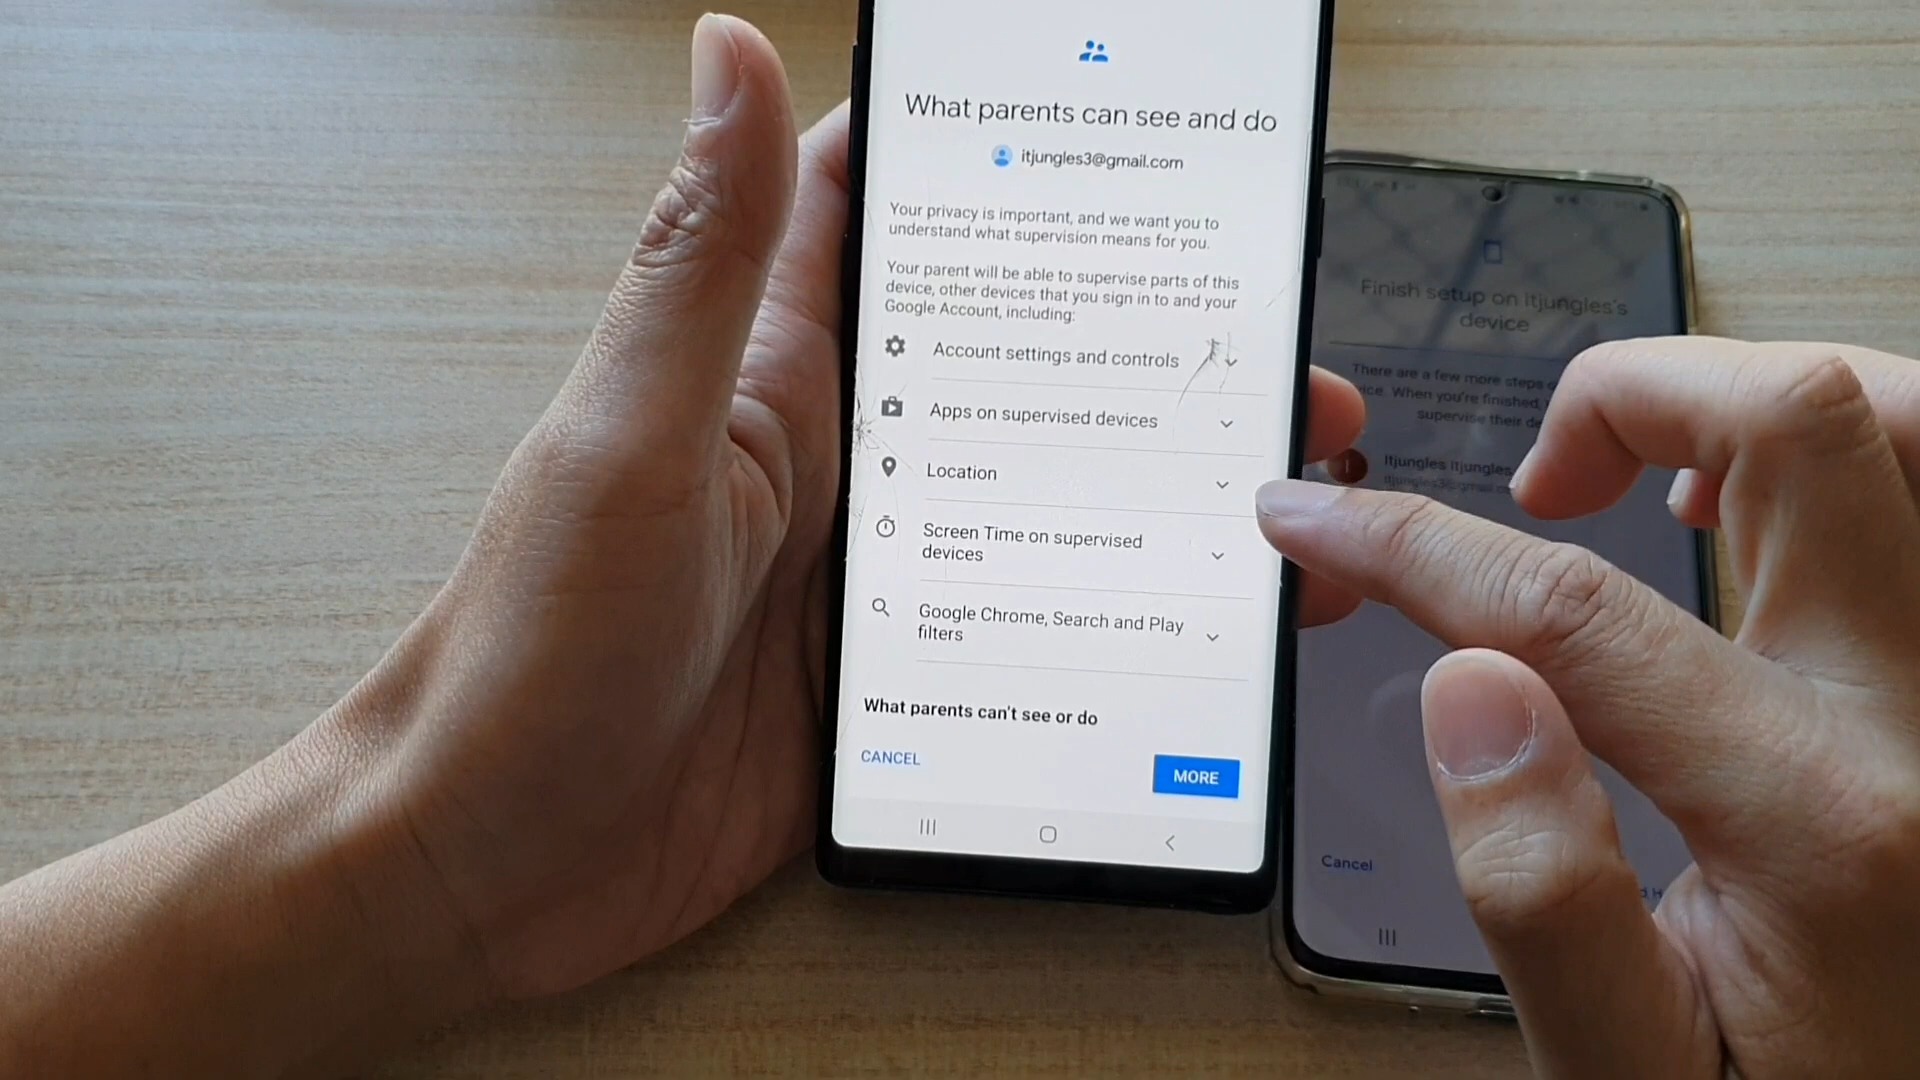 What parents can see and do
itjungles3@gmail.com
Your privacy is important, and we want you to
understand what supervision means for you.
Your parent will be able to supervise parts of this
device, other devices that you sign in to and your
Google Account, including:
Account settings and controls
Apps on supervised devices
Location
Screen Time on supervised
devices
Google Chrome, Search and Play
filters
What parents can't see or do
CANCEL
MORE
Finish setup on itjungles's
device
There are a few more steps
When you're finished,
supervise their
Itjungles Itjungles
Cancel